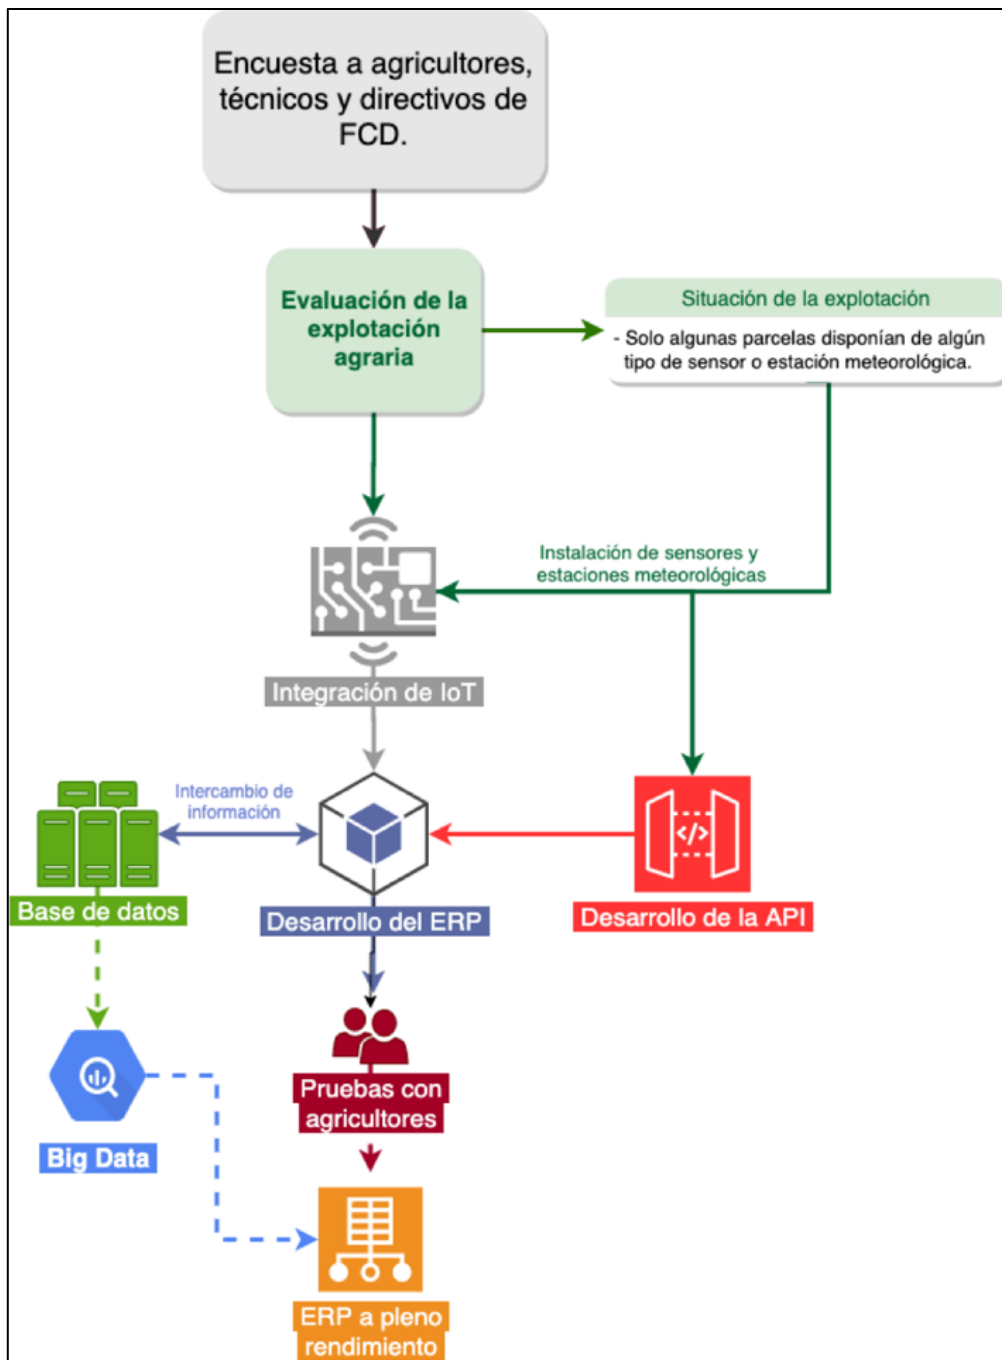 Encuesta a agricultores,
técnicos y directivos de
FCD.
Evaluación de la
explotación
agraria
Situación de la explotación
- Solo algunas parcelas disponían de algún
tipo de sensor o estación meteorológica.
Instalación de sensores y
estaciones meteorológicas
Integración de IoT
Intercambio de
información
</>
Base de datos
Desarrollo del ERP
Desarrollo de la API
Pruebas con
agricultores
Big Data
ERP a pleno
rendimiento